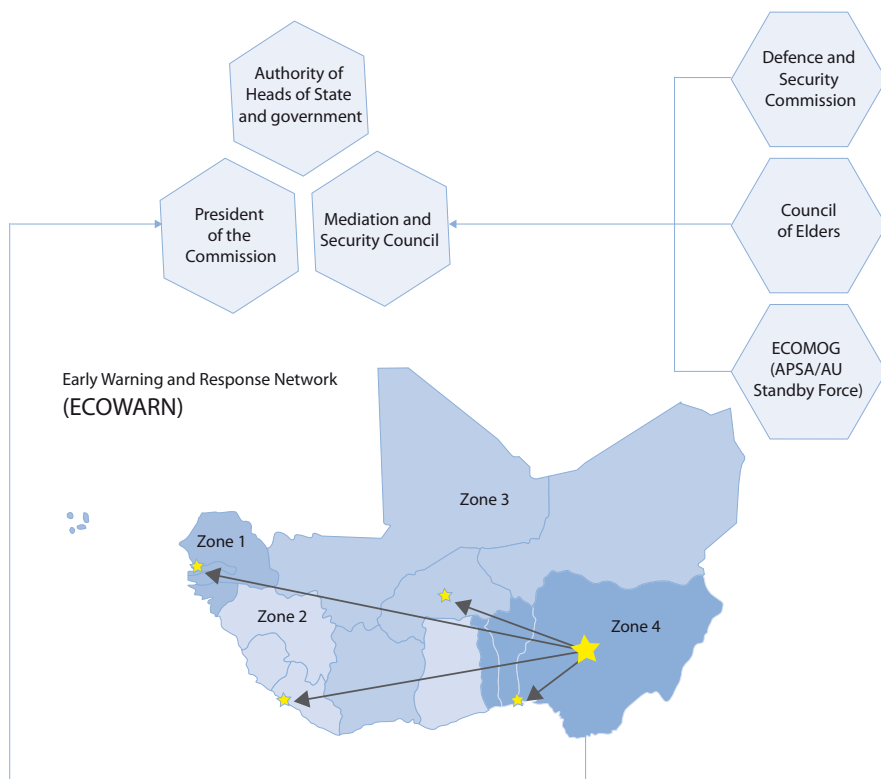 Authority of
Heads of State
and government
President
of the
Commission
Mediation and
Security Council
Defence and
Security
Commission
Council
of Elders
ECOMOG
(APSA/AU
Standby Force)
Early Warning and Response Network
(ECOWARN)
Zone 3
Zone 1
Zone 2
Zone 4